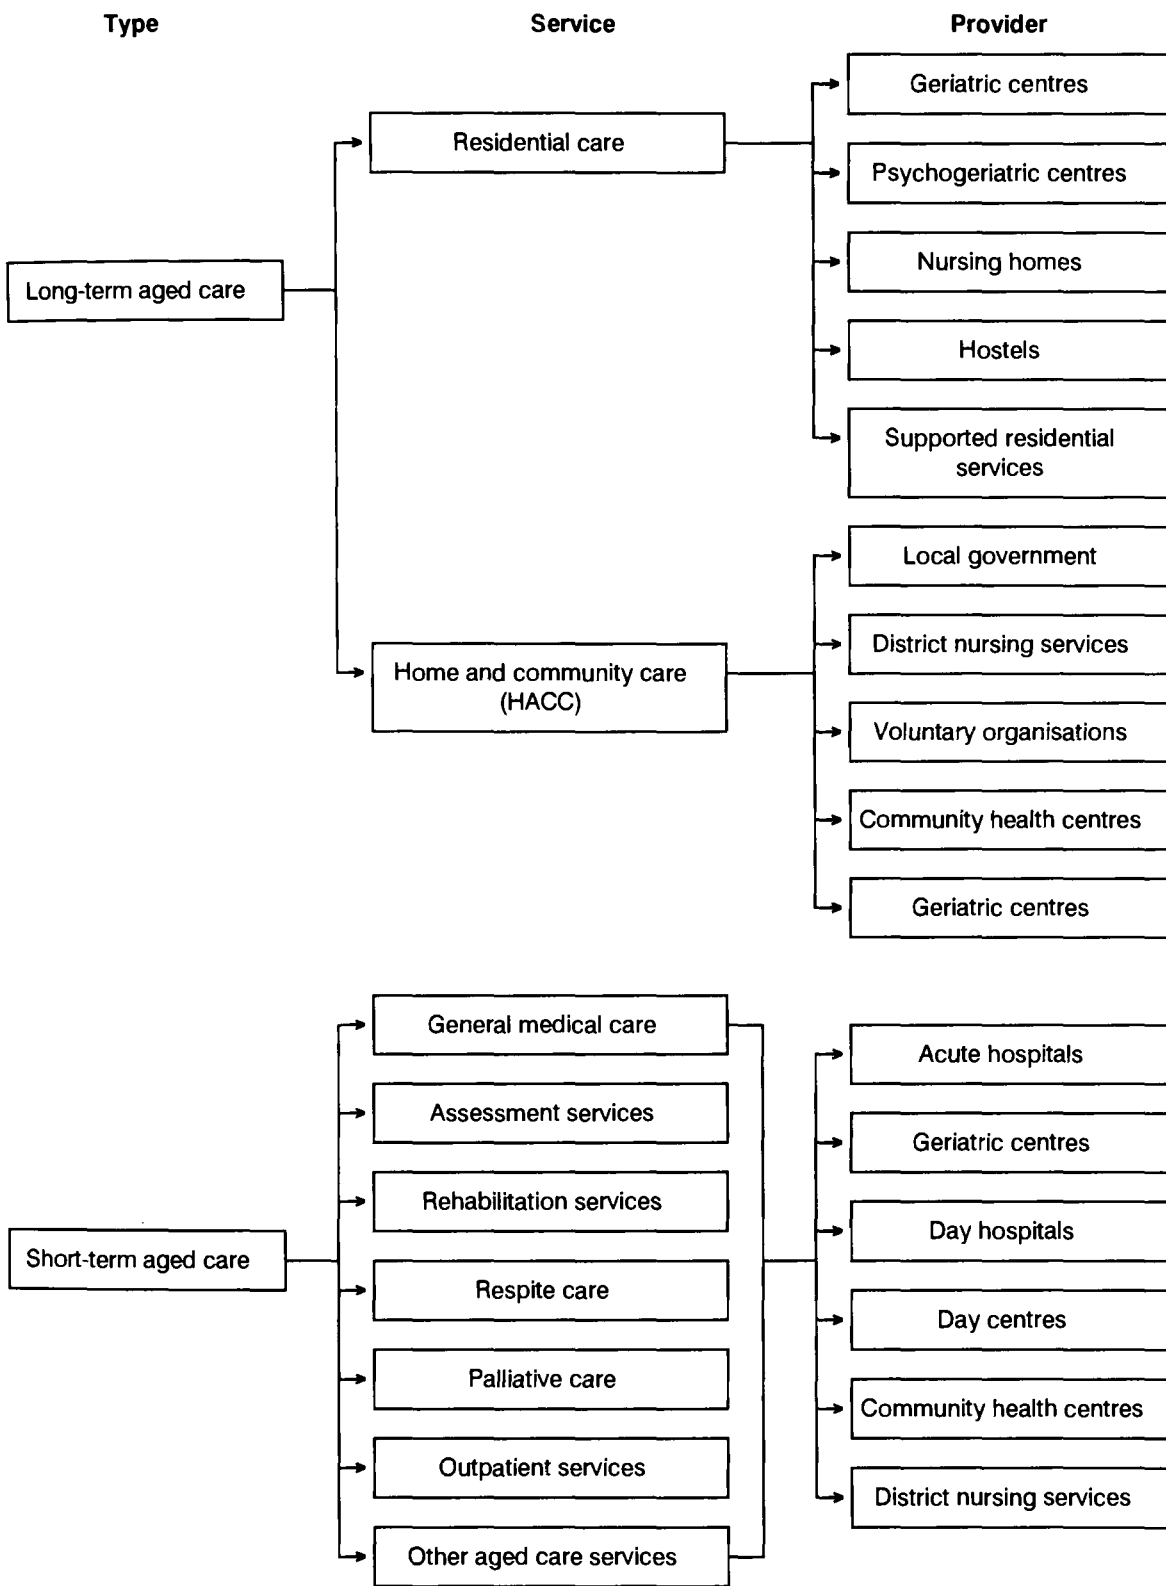 Type
Service
Provider
Geriatric centres
Residential care
Psychogeriatric centres
Nursing homes
Long-term aged care
Hostels
Supported residential
services
Local government
District nursing services
Home and community care
(HACC)
Voluntary organisations
Community health centres
Geriatric centres
General medical care
Acute hospitals
Assessment services
Geriatric centres
Rehabilitation services
Day hospitals
Short-term aged care
Respite care
Day centres
Palliative care
Community health centres
Outpatient services
District nursing services
Other aged care services